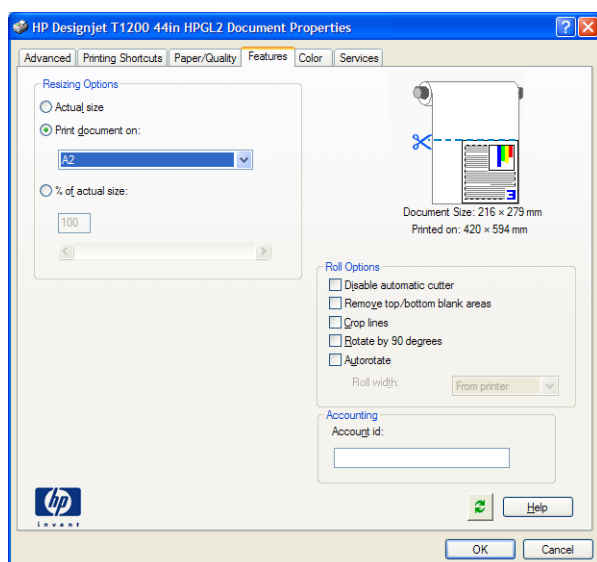 HP Designjet T1200 44in HPGL2 Document Properties
Advanced Printing Shortcuts Paper/Quality Features Color Services
Resizing Options
Actual size
Print document on:
A2
% of actual size:
100
3
Document Size: 216 × 279 mm
Printed on: 420 × 594 mm
Roll Options
Disable automatic cutter
Remove top/bottom blank areas
Crop lines
Rotate by 90 degrees
Autorotate
Roll width: From printer
Accounting
Account id:
hp
invent
Help
OK Cancel